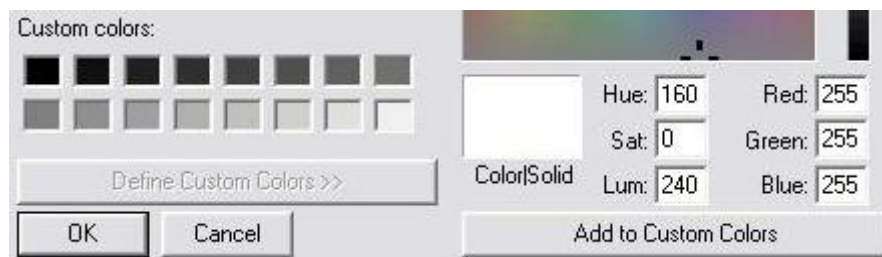 Custom colors:
Define Custom Colors >>
OK Cancel
Hue: 160 Red: 255
Sat: 0 Green: 255
Color|Solid Lum: 240 Blue: 255
Add to Custom Colors